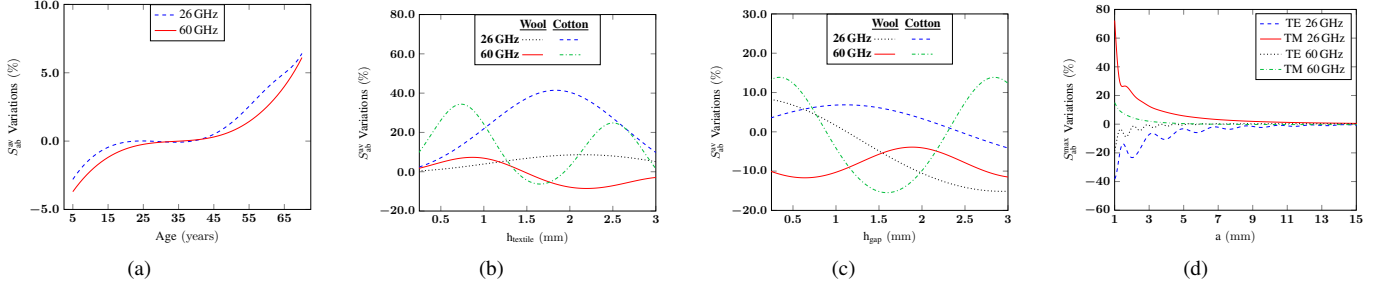 10.0
5.0
0.0
−5.0
S_ab^av Variations (%)
26 GHz
60 GHz
5 15 25 35 45 55 65
Age (years)
(a)
80.0
60.0
40.0
20.0
0.0
−20.0
S_ab^av Variations (%)
Wool Cotton
26 GHz
60 GHz
0.5 1 1.5 2 2.5 3
h_textile (mm)
(b)
30.0
20.0
10.0
0.0
−10.0
−20.0
S_ab^av Variations (%)
Wool Cotton
26 GHz
60 GHz
0.5 1 1.5 2 2.5 3
h_gap (mm)
(c)
80
60
40
20
0
−20
−40
−60
S_ab^max Variations (%)
TE 26 GHz
TM 26 GHz
TE 60 GHz
TM 60 GHz
1 3 5 7 9 11 13 15
a (mm)
(d)